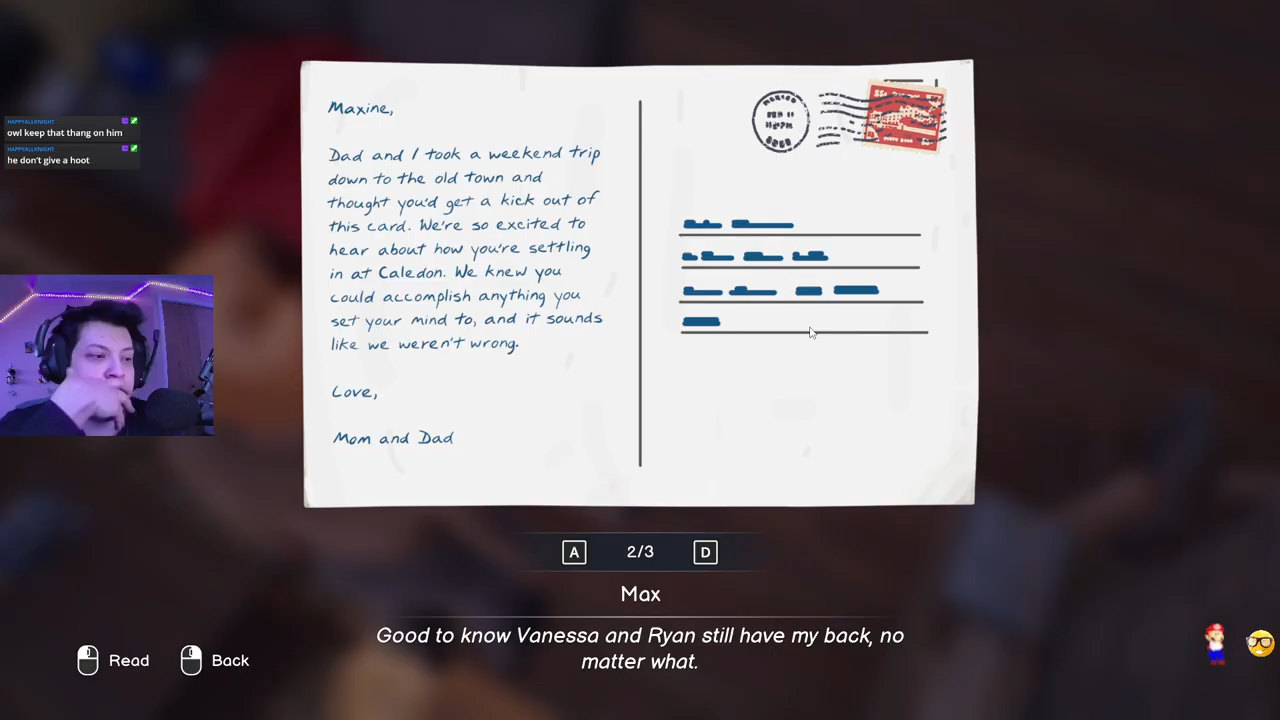 HAPPYALLKNIGHT
owl keep that thang on him
HAPPYALLKNIGHT
he don't give a hoot
Maxine,
Dad and I took a weekend trip
down to the old town and
thought you'd get a kick out of
this card. We're so excited to
hear about how you're settling
in at Caledon. We knew you
could accomplish anything you
set your mind to, and it sounds
like we weren't wrong.
Love,
Mom and Dad
A 2/3 D
Max
Good to know Vanessa and Ryan still have my back, no
matter what.
Read Back